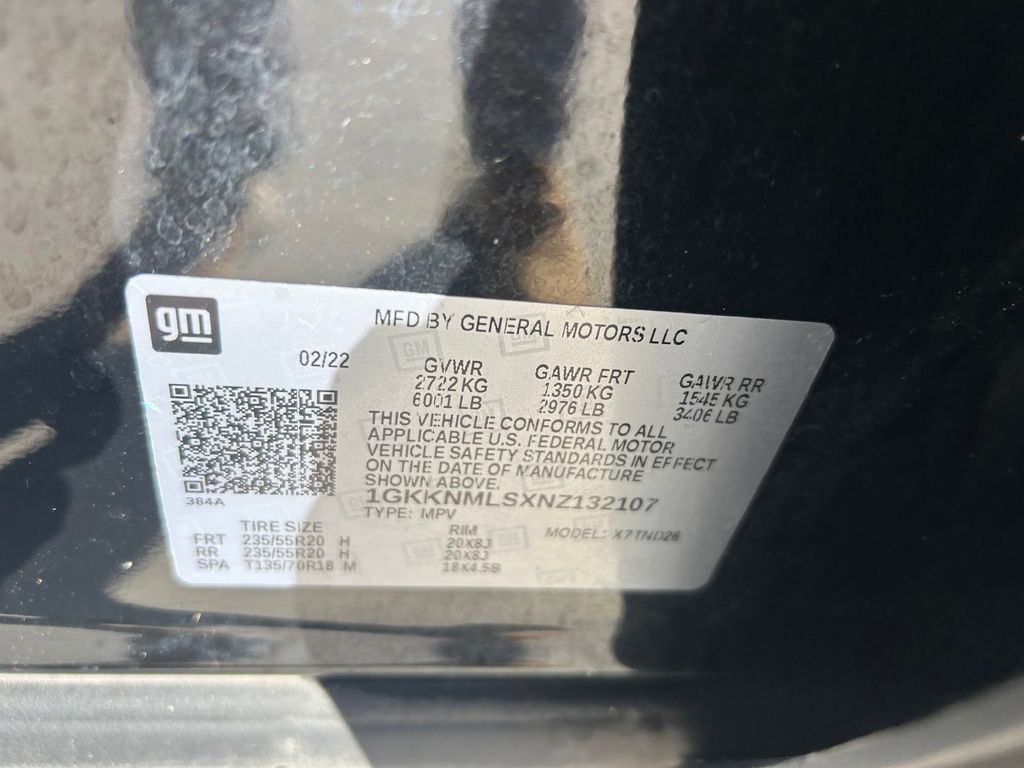 gm
MFD BY GENERAL MOTORS LLC
02/22
GVWR
2722 KG
6001 LB
GAWR FRT
1350 KG
2976 LB
GAWR RR
1545 KG
3406 LB
THIS VEHICLE CONFORMS TO ALL
APPLICABLE U.S. FEDERAL MOTOR
VEHICLE SAFETY STANDARDS IN EFFECT
ON THE DATE OF MANUFACTURE
SHOWN ABOVE.
1GKKNMLSXNZ132107
TYPE: MPV
384A
TIRE SIZE
RIM
MODEL: X7TND26
FRT 235/55R20 H 20X8J
RR 235/55R20 H 20X8J
SPA T135/70R18 M 18X4.5B